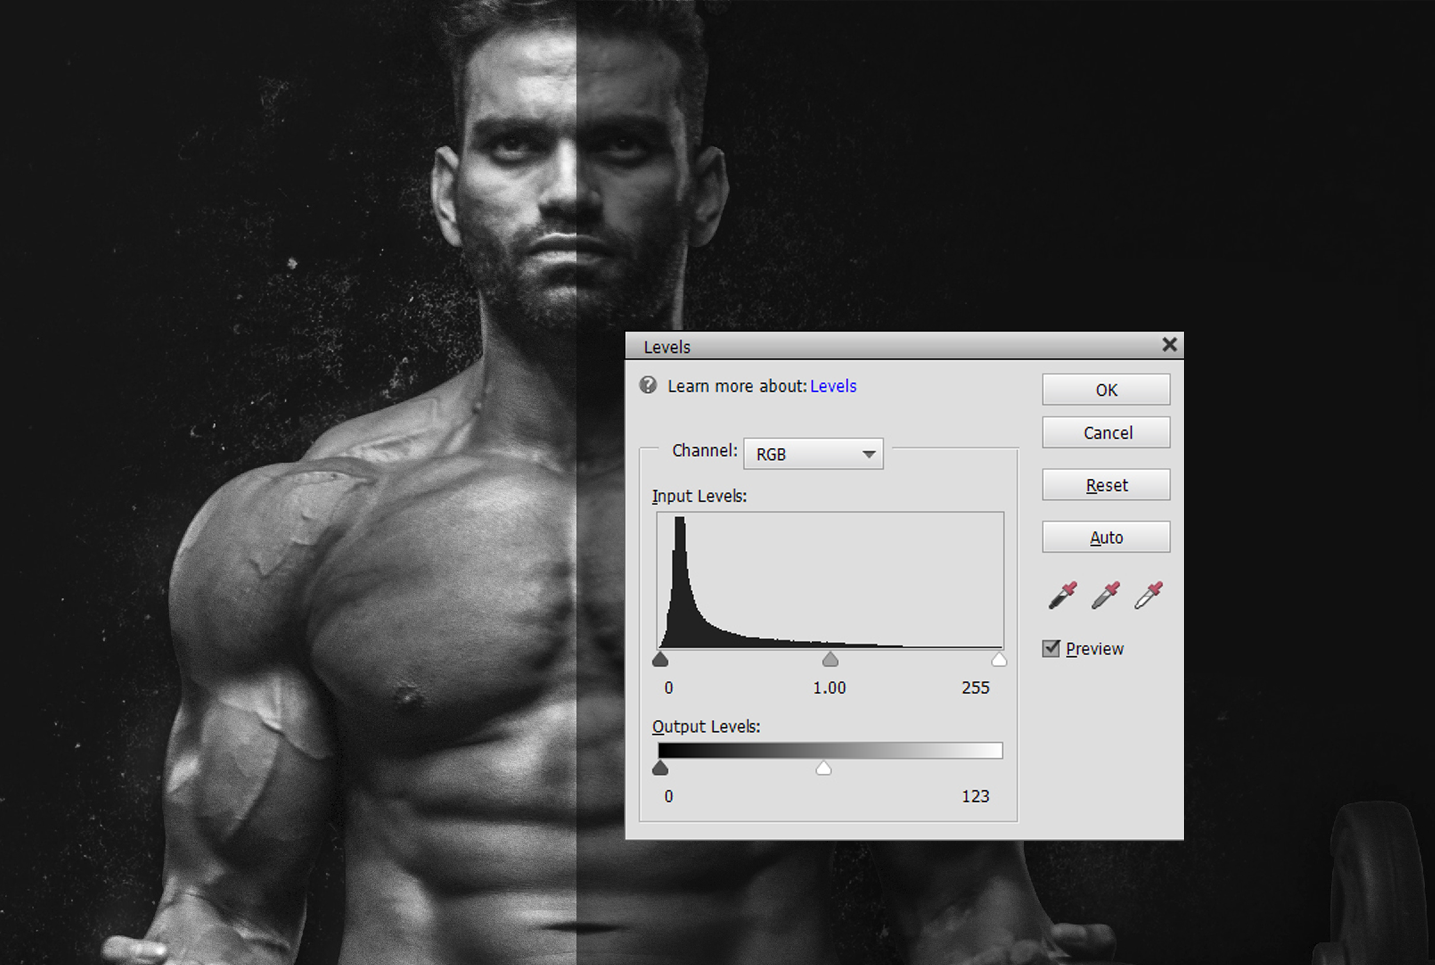 Levels
Learn more about: Levels
OK
Cancel
Channel: RGB
Reset
Input Levels:
Auto
Preview
0 1.00 255
Output Levels:
0 123